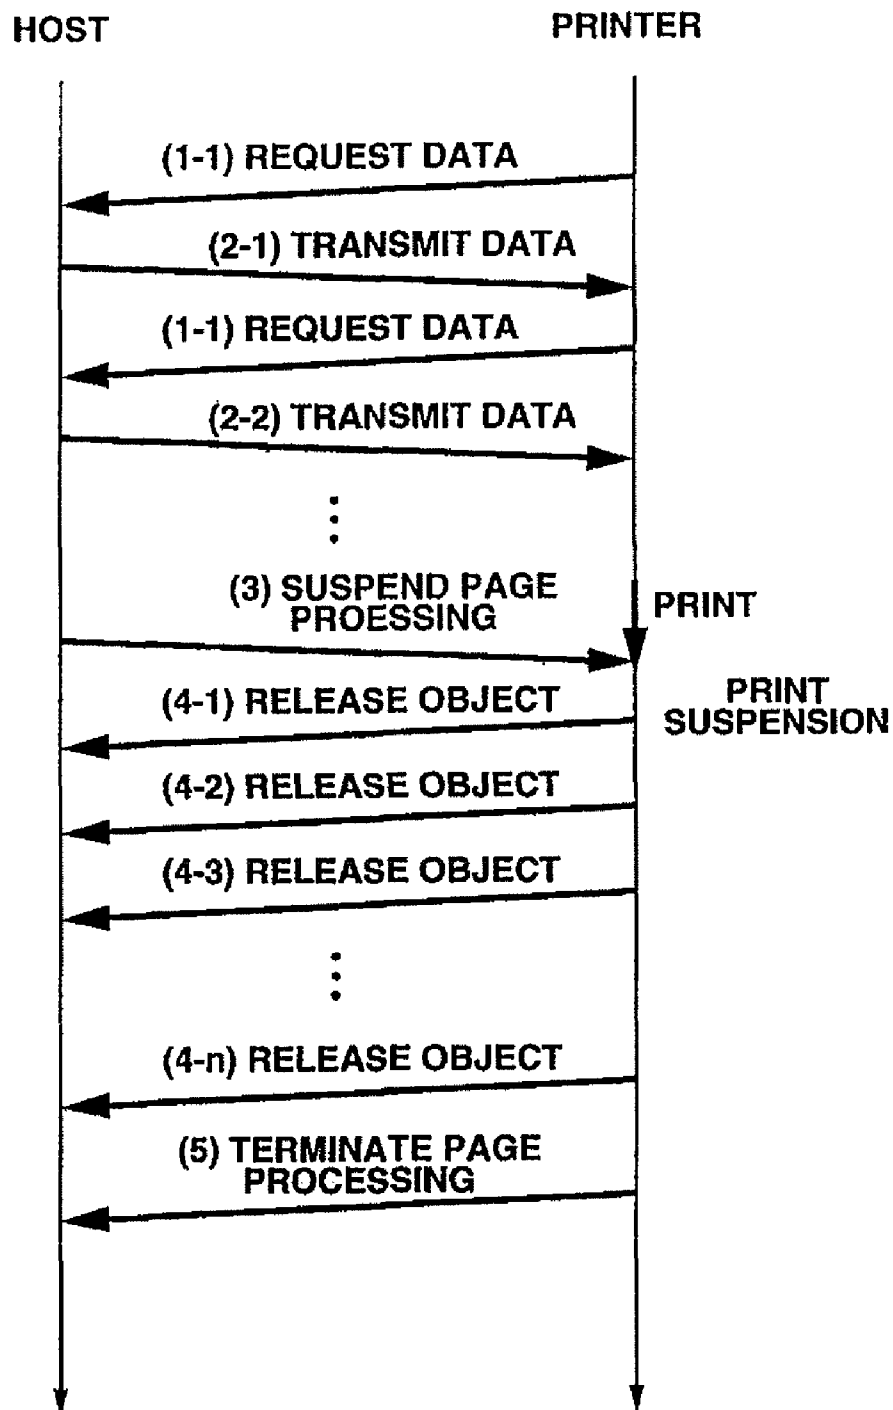 HOST
PRINTER
(1-1) REQUEST DATA
(2-1) TRANSMIT DATA
(1-1) REQUEST DATA
(2-2) TRANSMIT DATA
(3) SUSPEND PAGE
PROESSING
PRINT
PRINT
SUSPENSION
(4-1) RELEASE OBJECT
(4-2) RELEASE OBJECT
(4-3) RELEASE OBJECT
(4-n) RELEASE OBJECT
(5) TERMINATE PAGE
PROCESSING